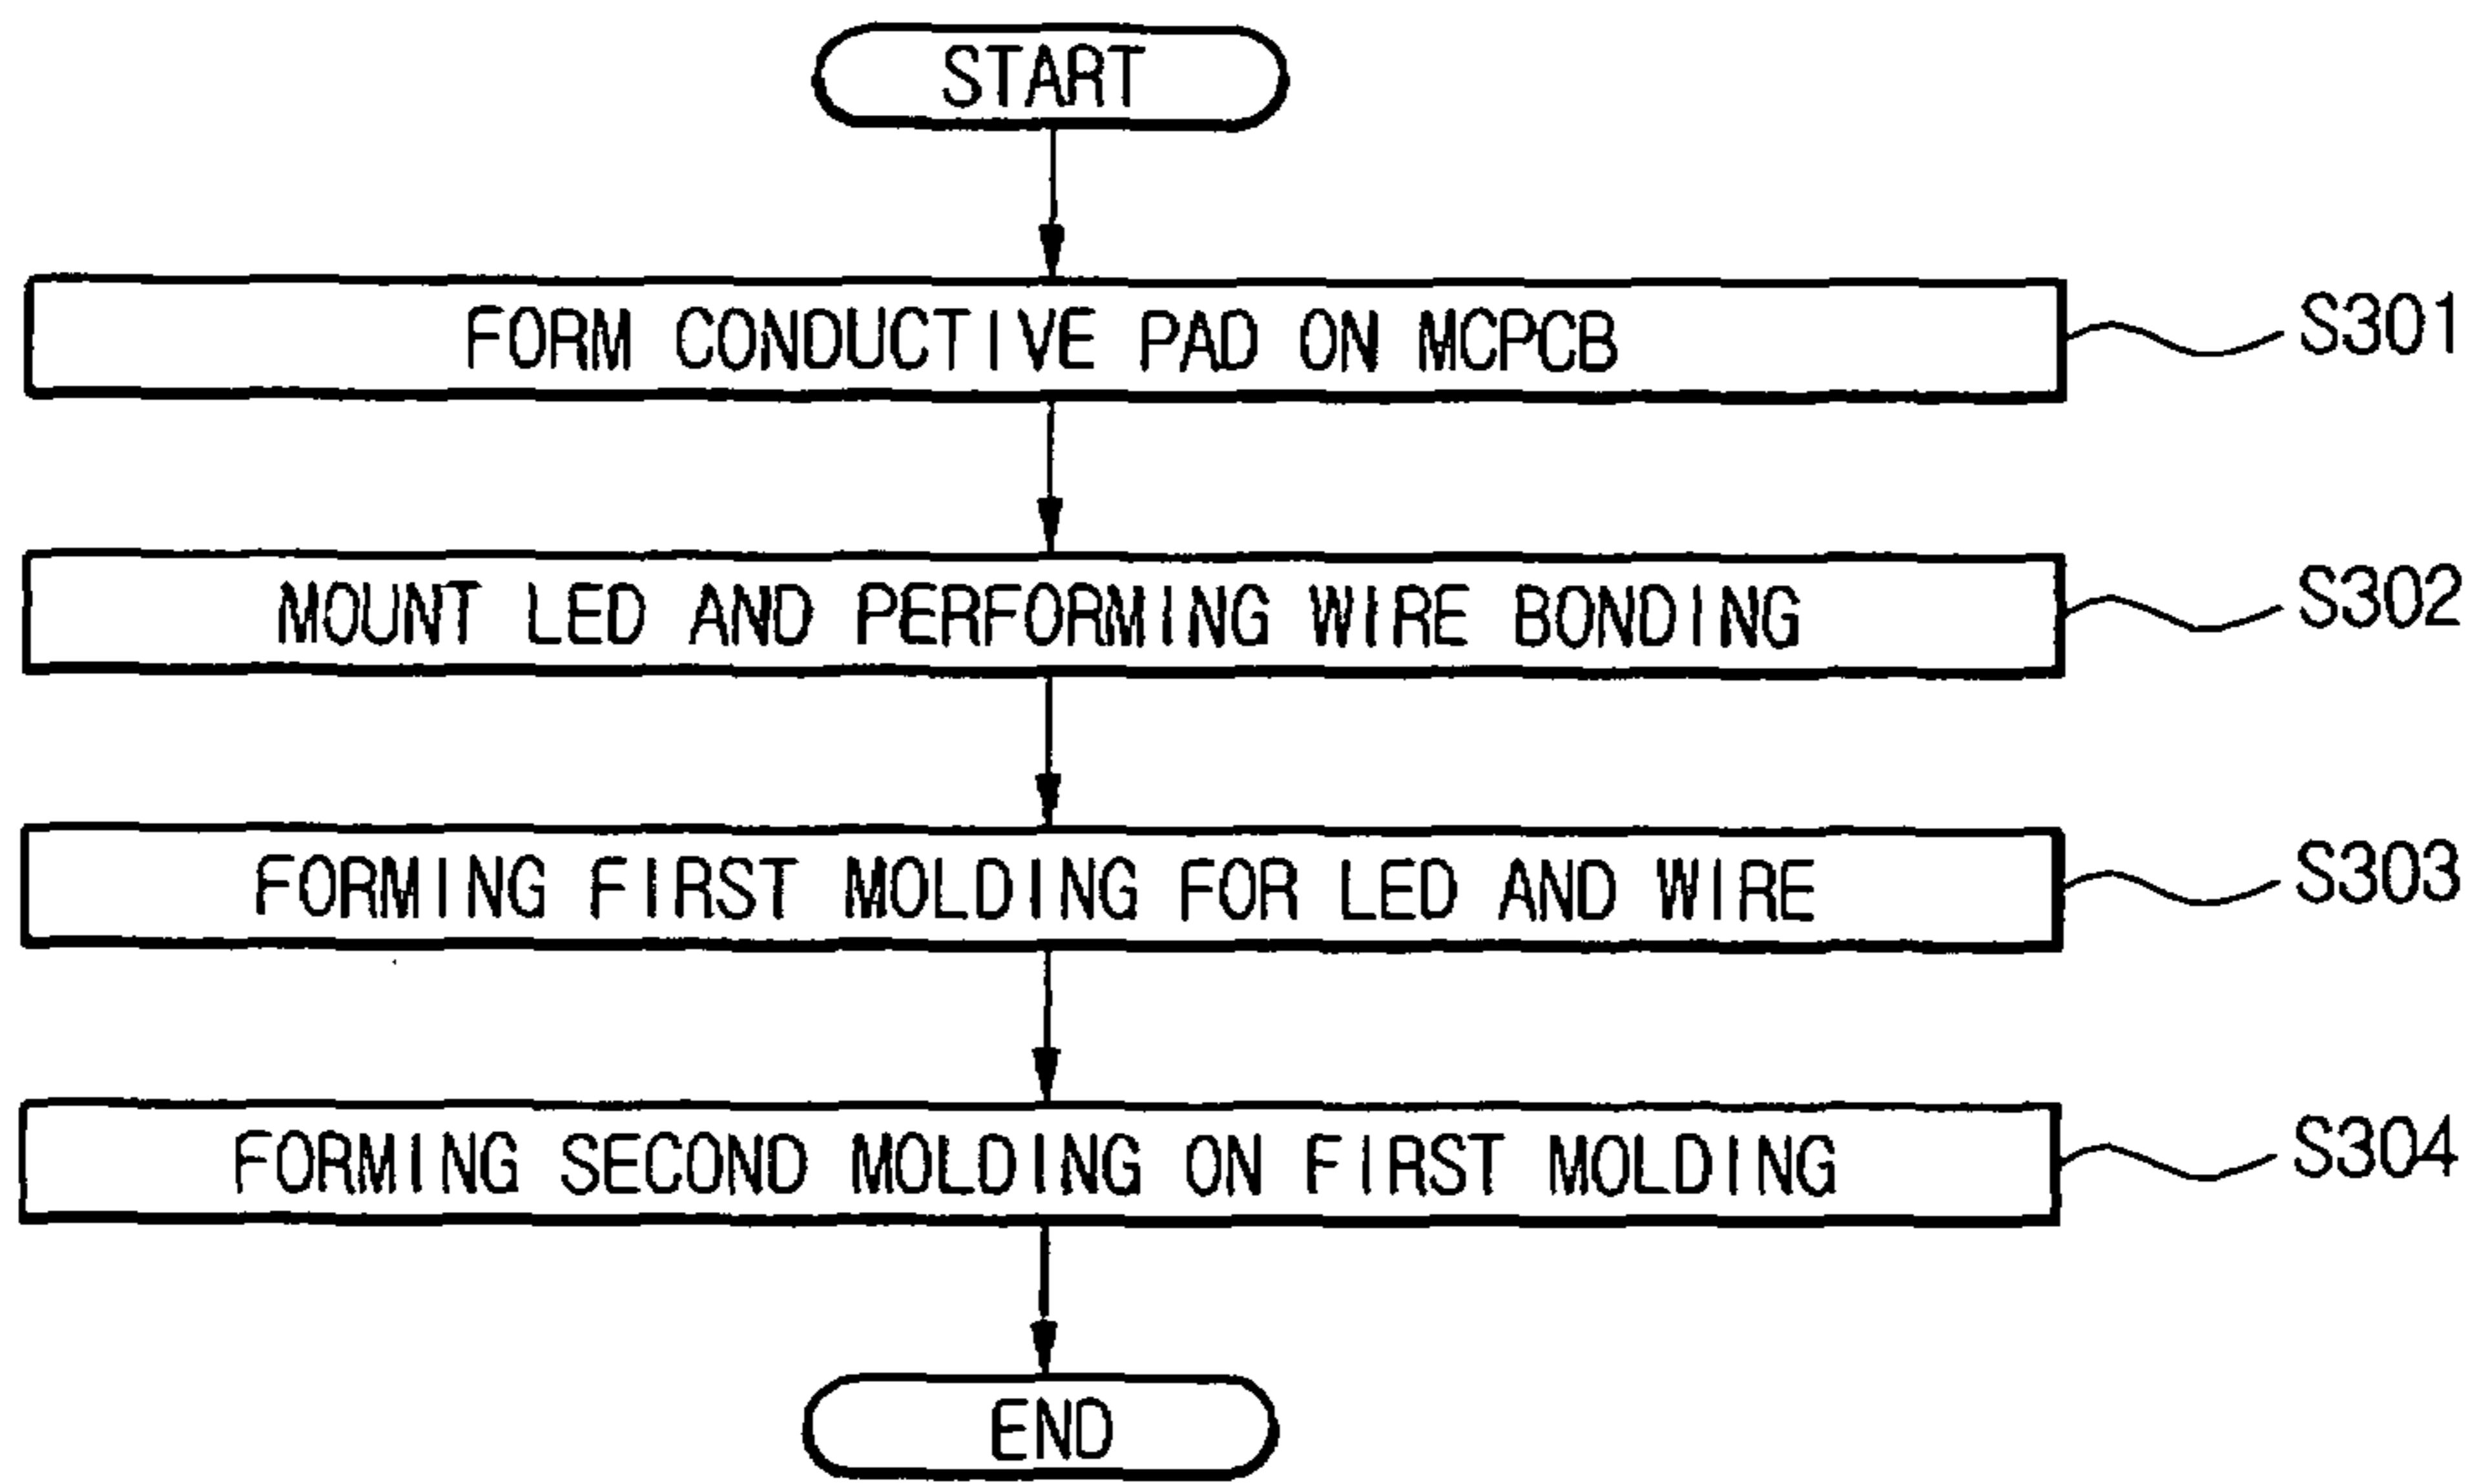 START
FORM CONDUCTIVE PAD ON MCPCB
S301
MOUNT LED AND PERFORMING WIRE BONDING
S302
FORMING FIRST MOLDING FOR LED AND WIRE
S303
FORMING SECOND MOLDING ON FIRST MOLDING
S304
END